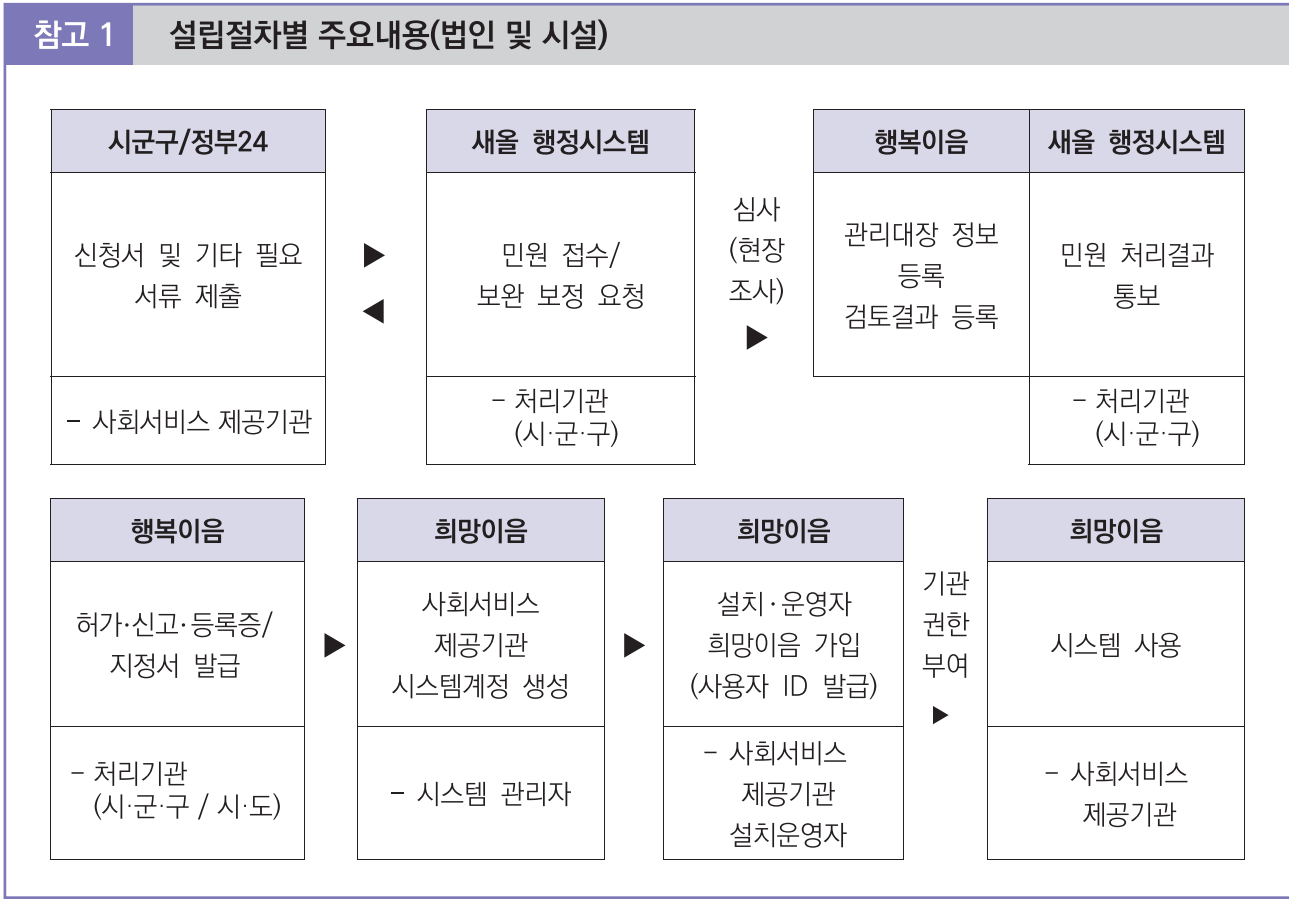 참고 1 설립절차별 주요내용(법인 및 시설)
시군구/정부24
신청서 및 기타 필요
서류 제출
- 사회서비스 제공기관
▶
◀
새올 행정시스템
민원 접수/
보완 보정 요청
- 처리기관
(시·군·구)
심사
(현장
조사)
▶
행복이음
관리대장 정보
등록
검토결과 등록
새올 행정시스템
민원 처리결과
통보
- 처리기관
(시·군·구)
행복이음
허가·신고·등록증/
지정서 발급
- 처리기관
(시·군·구 / 시·도)
▶
희망이음
사회서비스
제공기관
시스템계정 생성
- 시스템 관리자
▶
희망이음
설치·운영자
희망이음 가입
(사용자 ID 발급)
- 사회서비스
제공기관
설치운영자
기관
권한
부여
▶
희망이음
시스템 사용
- 사회서비스
제공기관